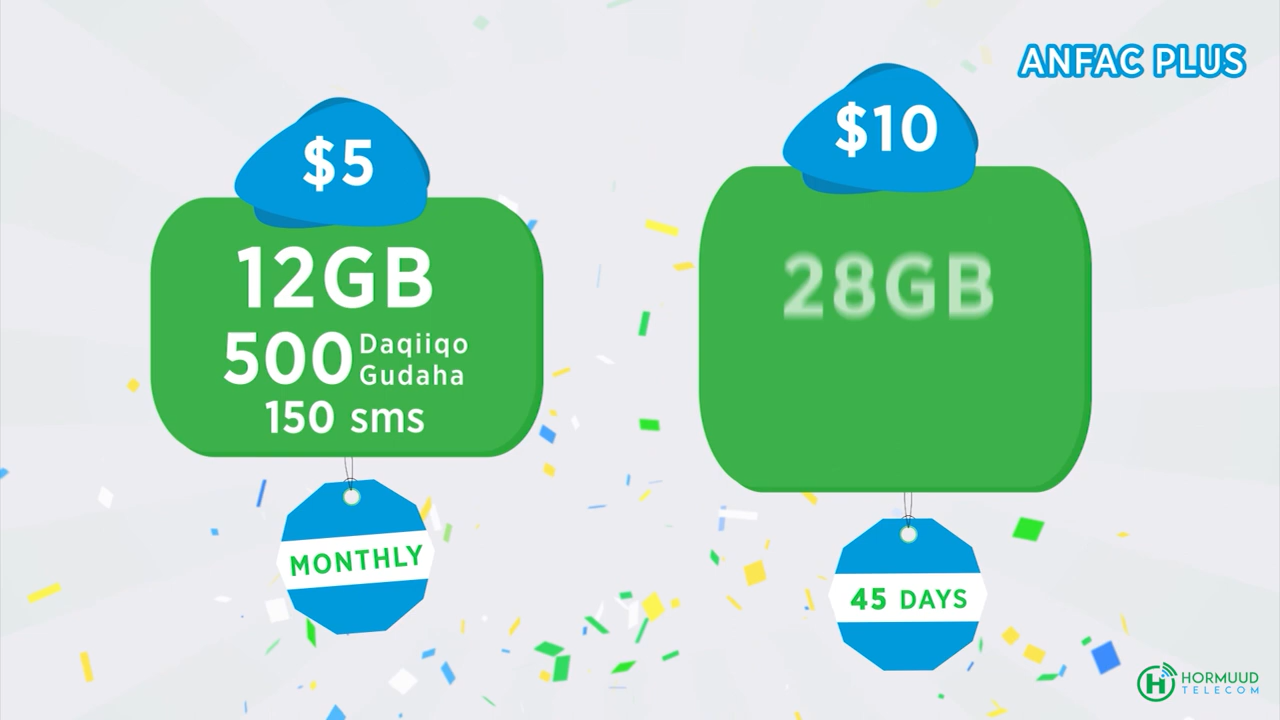 ANFAC PLUS
$5
12GB
500 Daqiiqo
Gudaha
150 sms
MONTHLY
$10
28GB
45 DAYS
HORMUUD
TELECOM